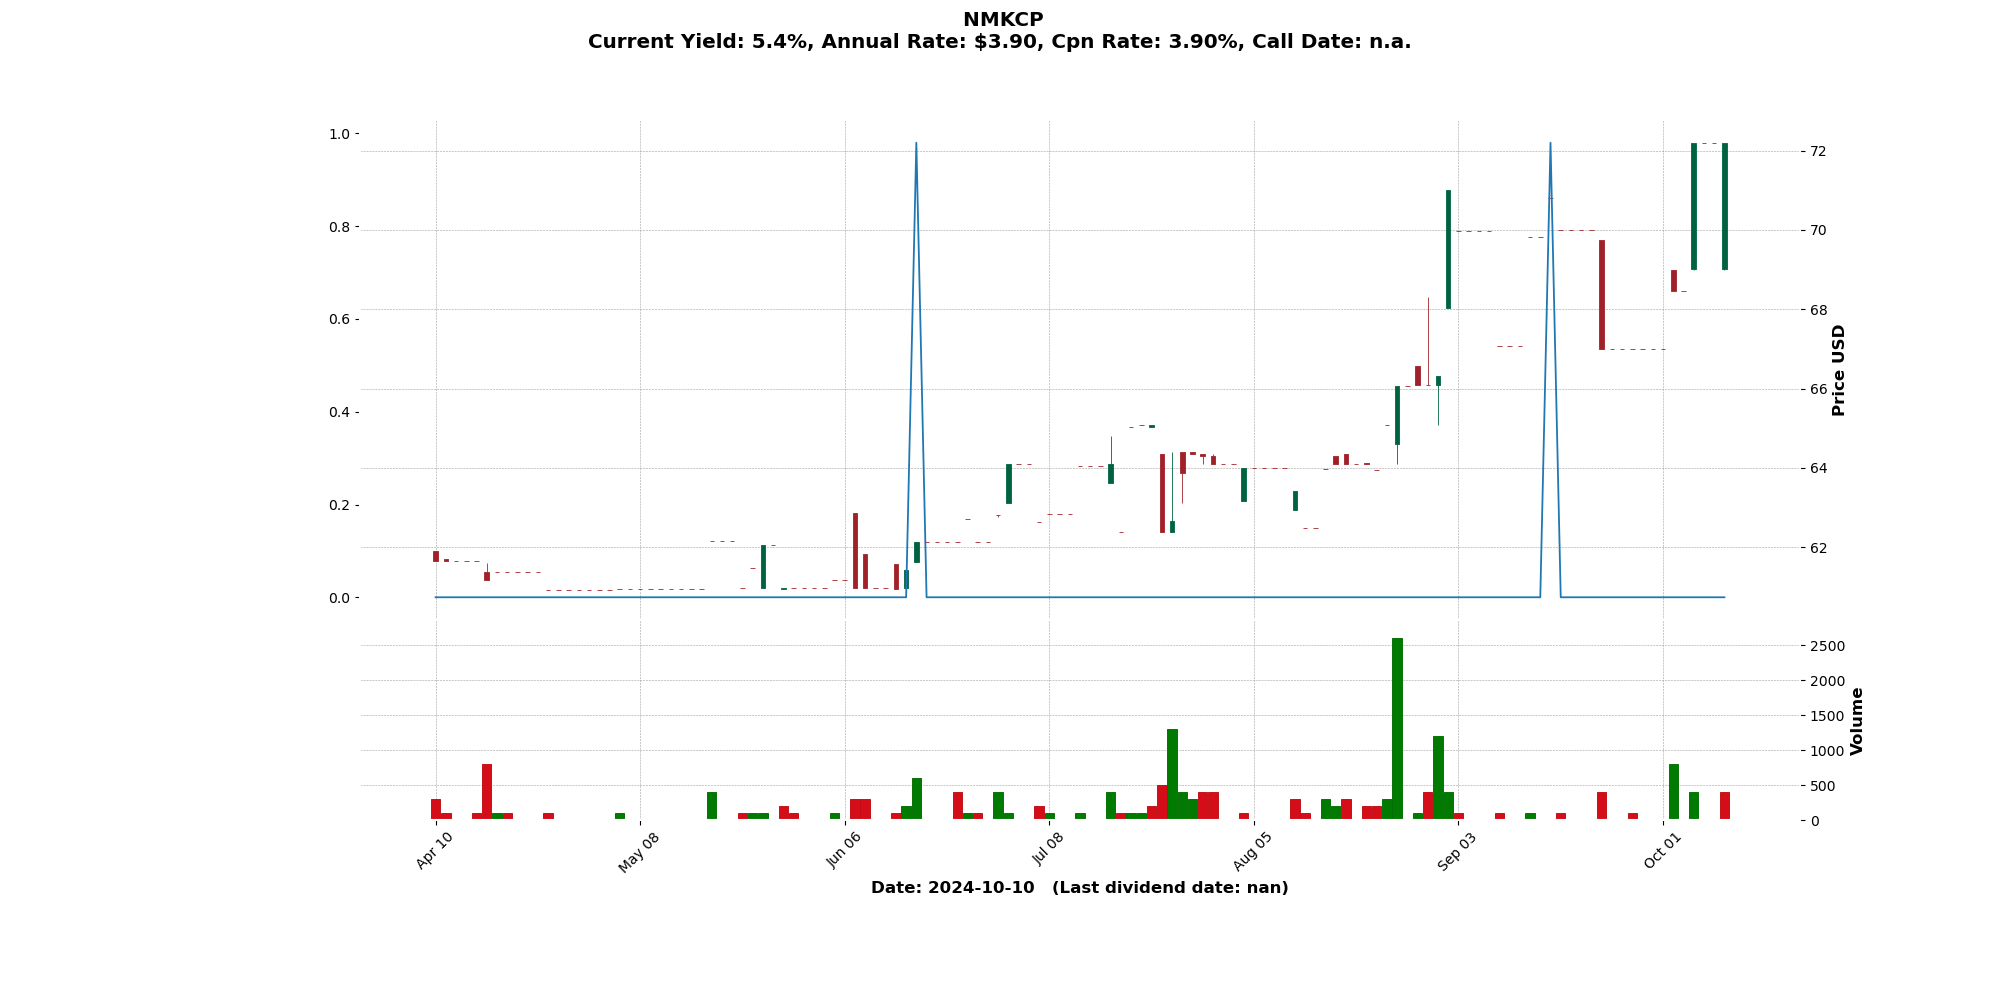 NMKCP
Current Yield: 5.4%, Annual Rate: $3.90, Cpn Rate: 3.90%, Call Date: n.a.
1.0
0.8
0.6
0.4
0.2
0.0
72
70
68
66
64
62
Price USD
2500
2000
1500
1000
500
0
Volume
Apr 10
May 08
Jun 06
Jul 08
Aug 05
Sep 03
Oct 01
Date: 2024-10-10 (Last dividend date: nan)